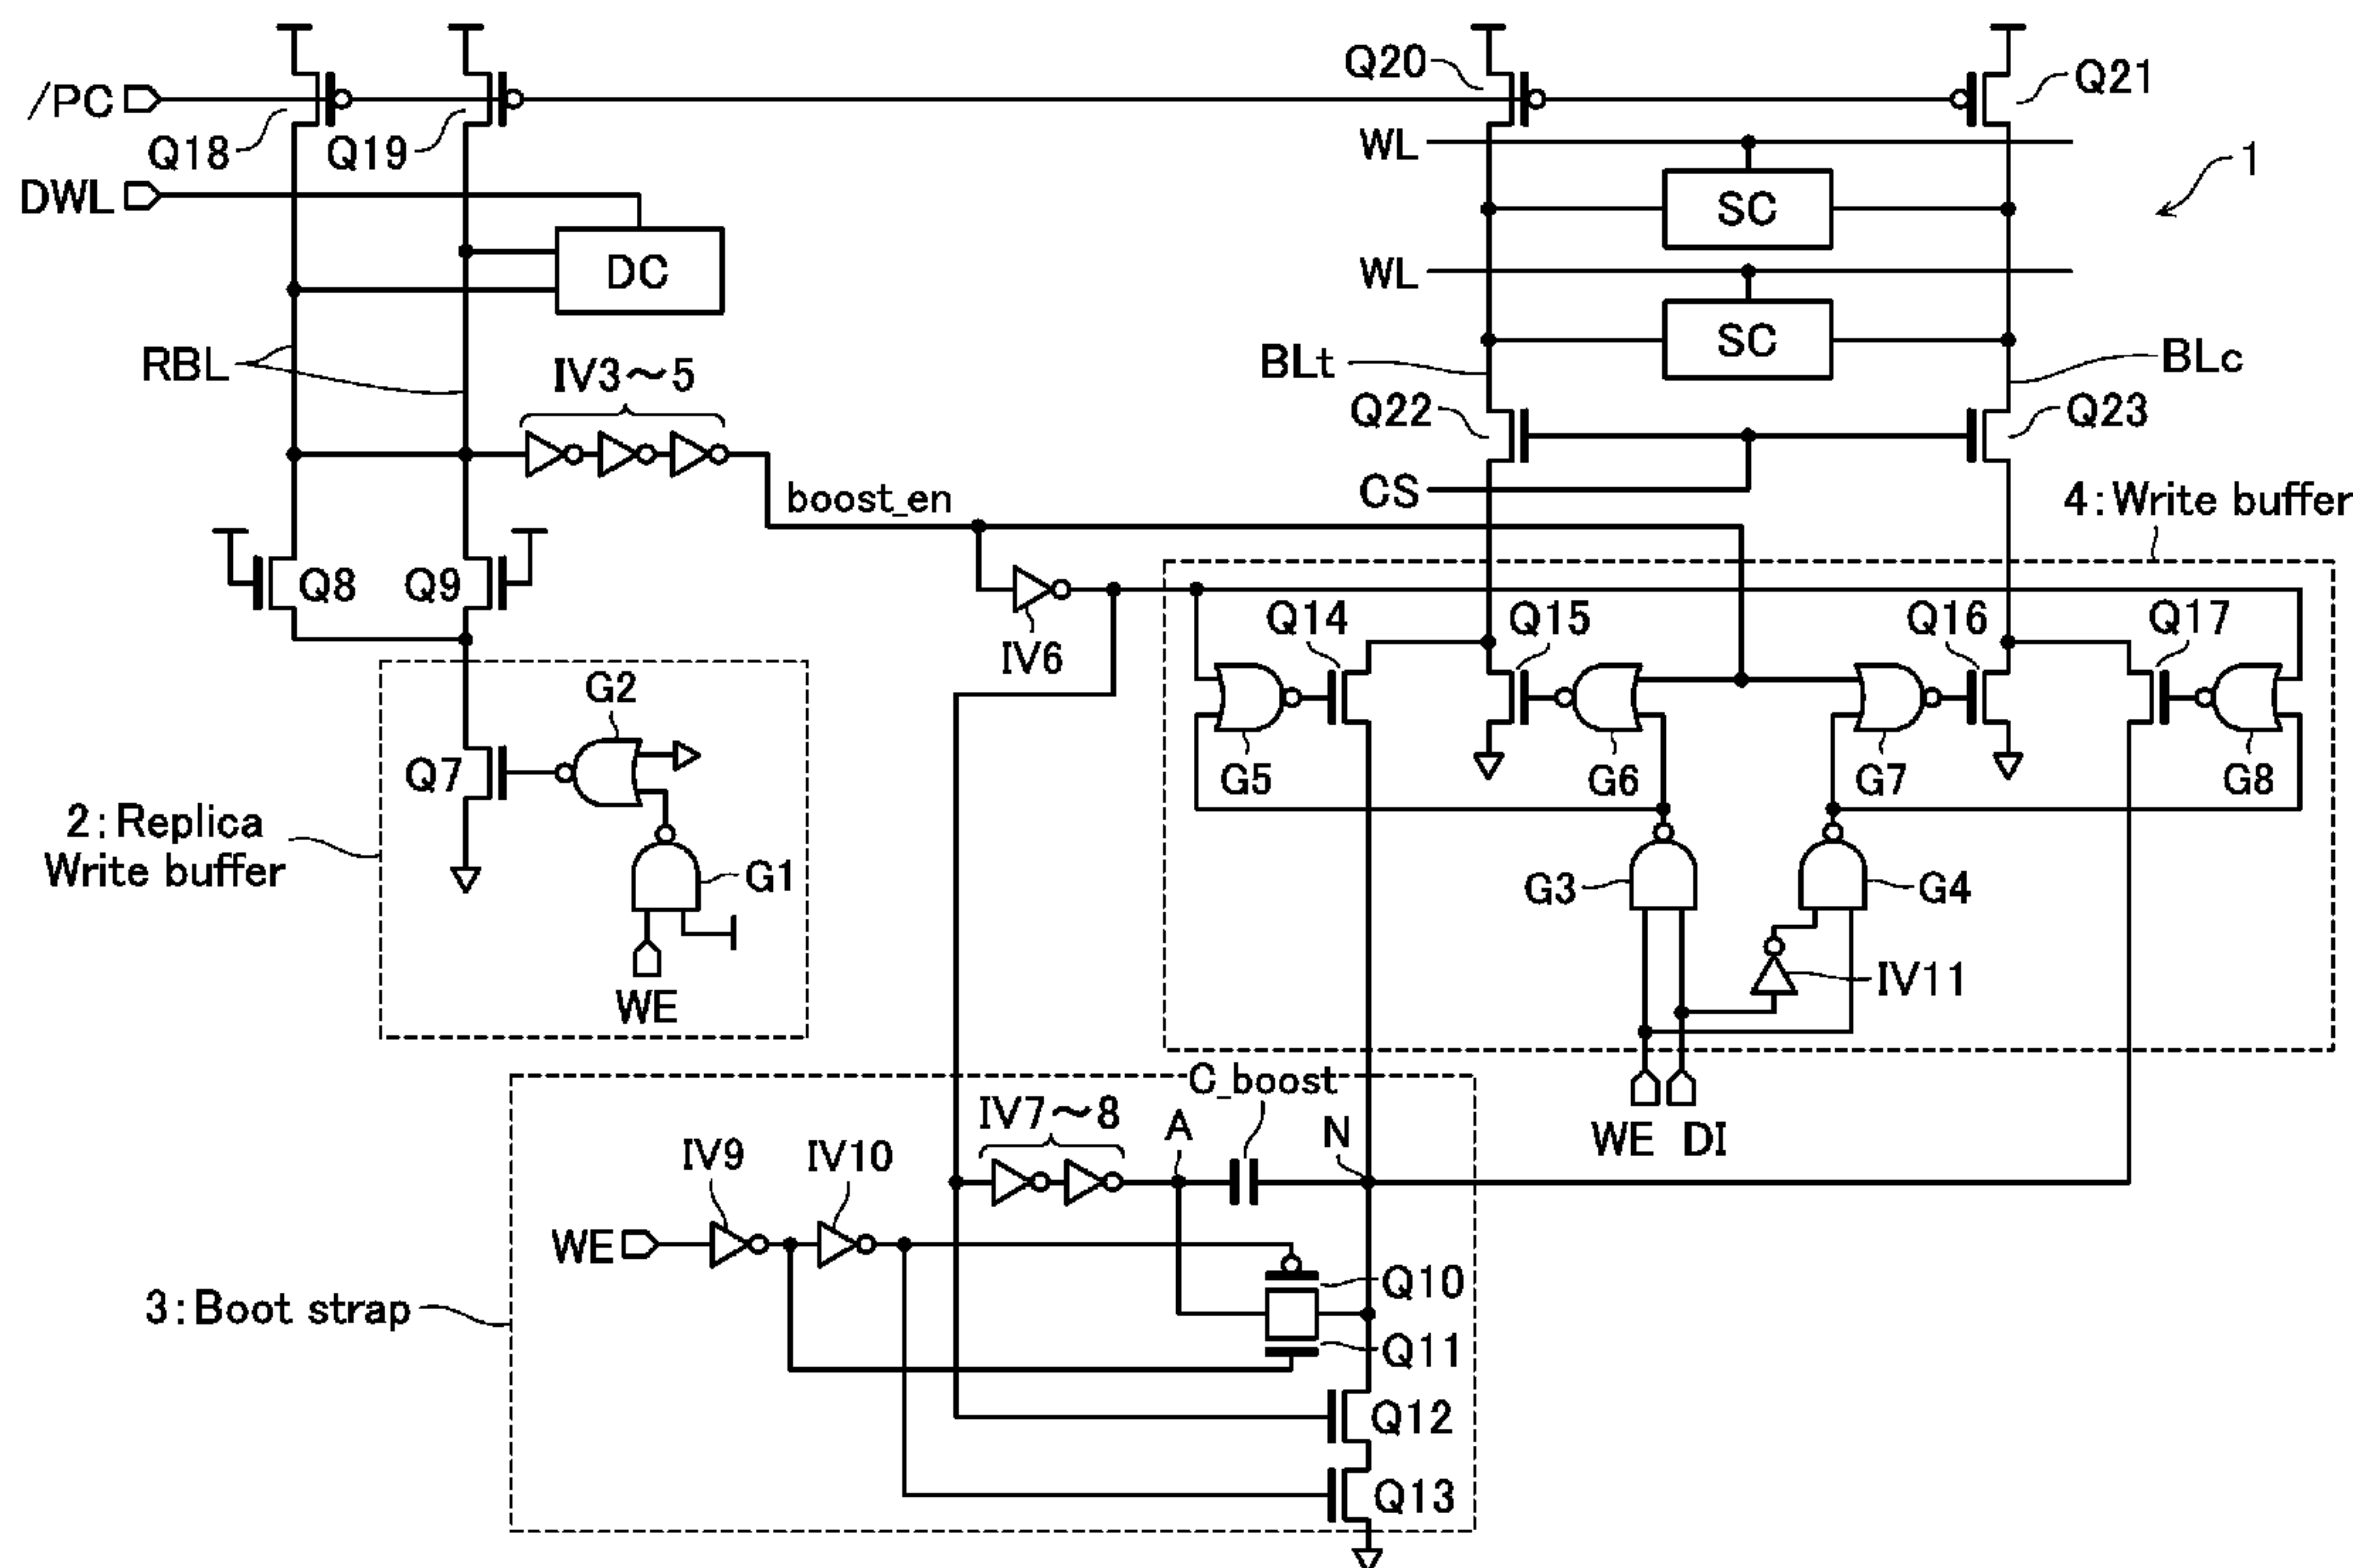 Q20
Q21
/PC
Q18
Q19
WL
1
DWL
SC
DC
WL
SC
RBL
IV3～5
BLt
BLc
Q22
Q23
boost_en
CS
4:Write buffer
Q8
Q9
IV6
Q14
Q15
Q16
Q17
G2
Q7
G5
G6
G7
G8
2:Replica
Write buffer
G1
G3
G4
IV11
WE
C_boost
IV7～8
A
N
WE
DI
IV9
IV10
WE
Q10
3:Boot strap
Q11
Q12
Q13